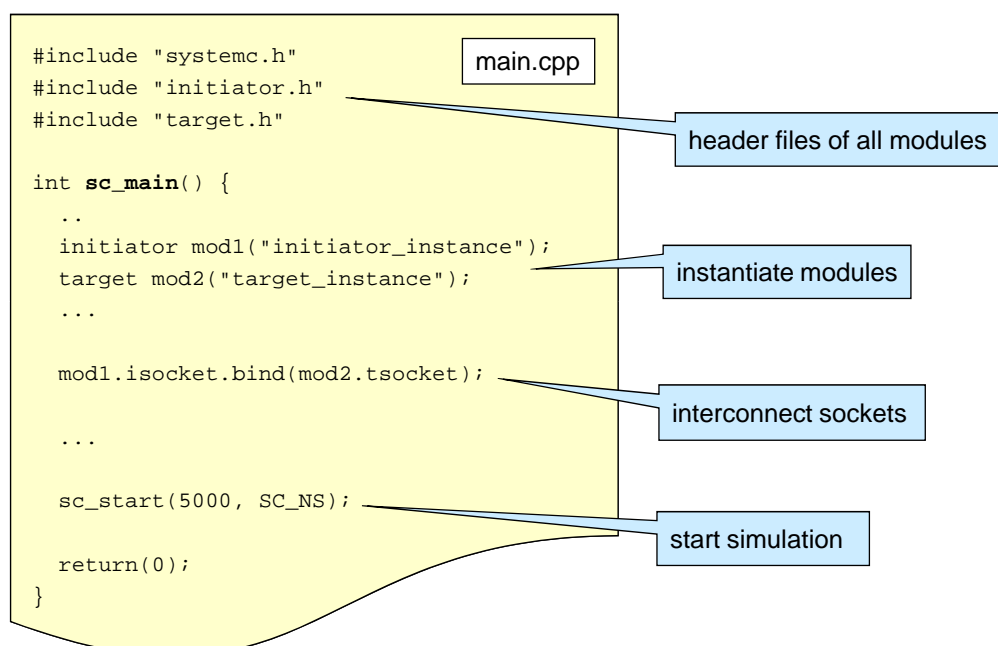 #include "systemc.h"
main.cpp
#include "initiator.h"
#include "target.h"
header files of all modules
int sc_main() {
..
initiator mod1("initiator_instance");
target mod2("target_instance");
instantiate modules
...
mod1.isocket.bind(mod2.tsocket);
interconnect sockets
...
sc_start(5000, SC_NS);
start simulation
return(0);
}